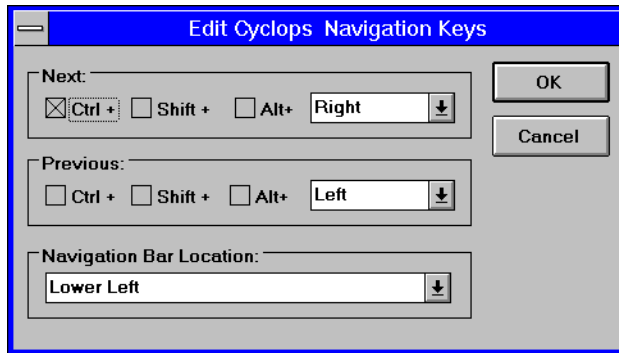 Edit Cyclops Navigation Keys
Next:
Ctrl + Shift + Alt+ Right
OK
Cancel
Previous:
Ctrl + Shift + Alt+ Left
Navigation Bar Location:
Lower Left